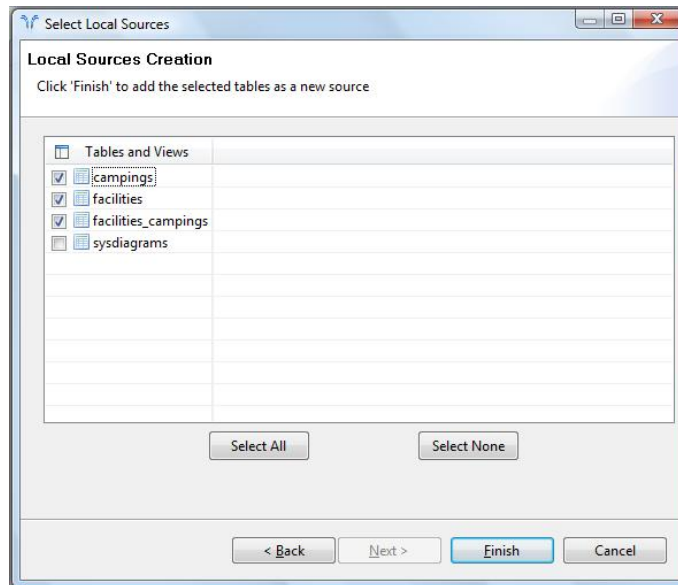 Select Local Sources
Local Sources Creation
Click 'Finish' to add the selected tables as a new source
Tables and Views
campings
facilities
facilities_campings
sysdiagrams
Select All Select None
< Back Next > Finish Cancel